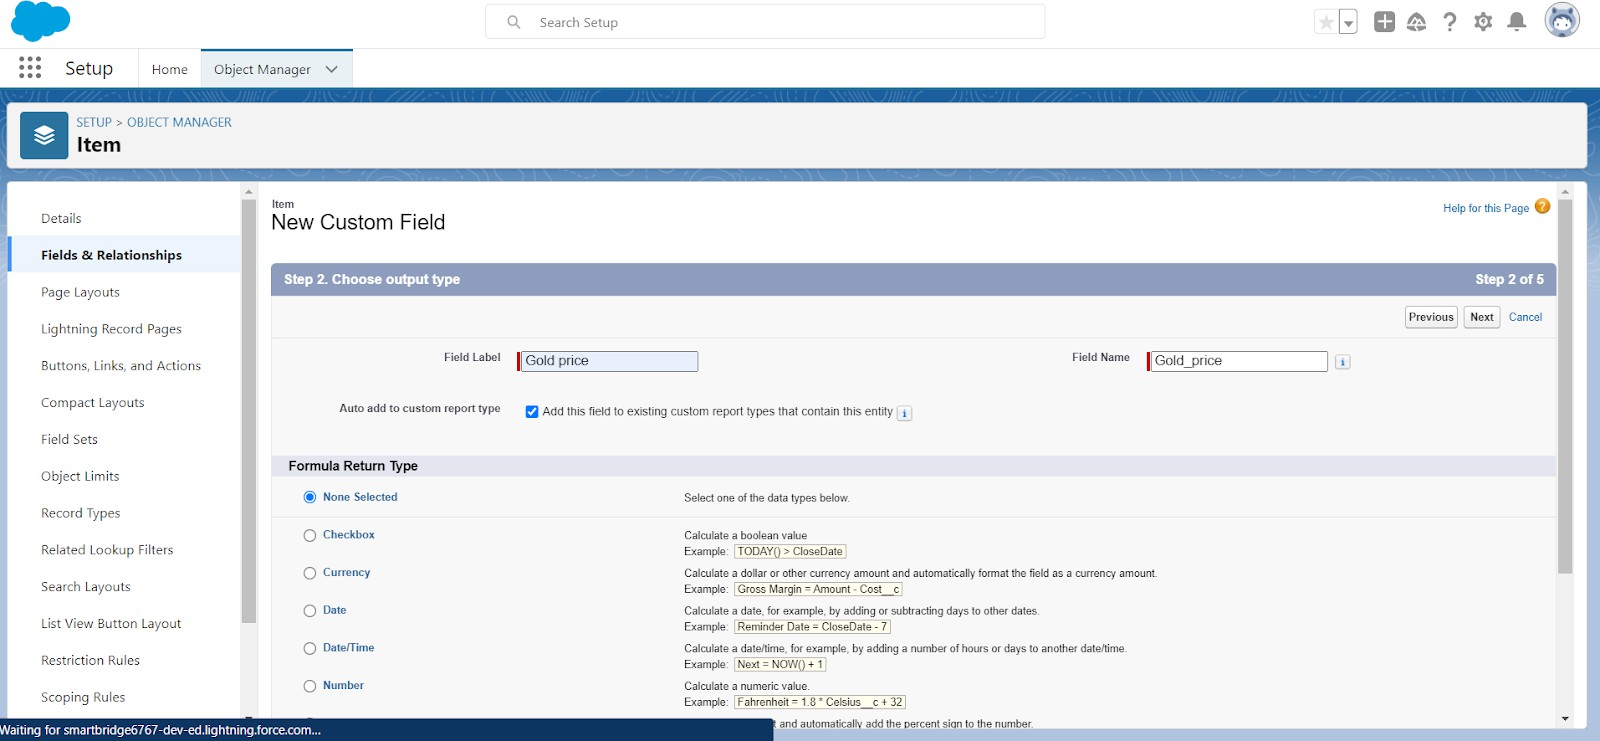 Search Setup
Setup
Home
Object Manager
SETUP > OBJECT MANAGER
Item
Details
Fields & Relationships
Page Layouts
Lightning Record Pages
Buttons, Links, and Actions
Compact Layouts
Field Sets
Object Limits
Record Types
Related Lookup Filters
Search Layouts
List View Button Layout
Restriction Rules
Scoping Rules
Item
New Custom Field
Help for this Page ?
Step 2. Choose output type Step 2 of 5
Previous Next Cancel
Field Label Gold price Field Name Gold_price i
Auto add to custom report type Add this field to existing custom report types that contain this entity i
Formula Return Type
None Selected Select one of the data types below.
Checkbox Calculate a boolean value
Example: TODAY() > CloseDate
Currency Calculate a dollar or other currency amount and automatically format the field as a currency amount.
Example: Gross Margin = Amount - Cost__c
Date Calculate a date, for example, by adding or subtracting days to other dates.
Example: Reminder Date = CloseDate - 7
Date/Time Calculate a date/time, for example, by adding a number of hours or days to another date/time.
Example: Next = NOW() + 1
Number Calculate a numeric value.
Example: Fahrenheit = 1.8 * Celsius__c + 32
and automatically add the percent sign to the number.
Waiting for smartbridge6767-dev-ed.lightning.force.com...